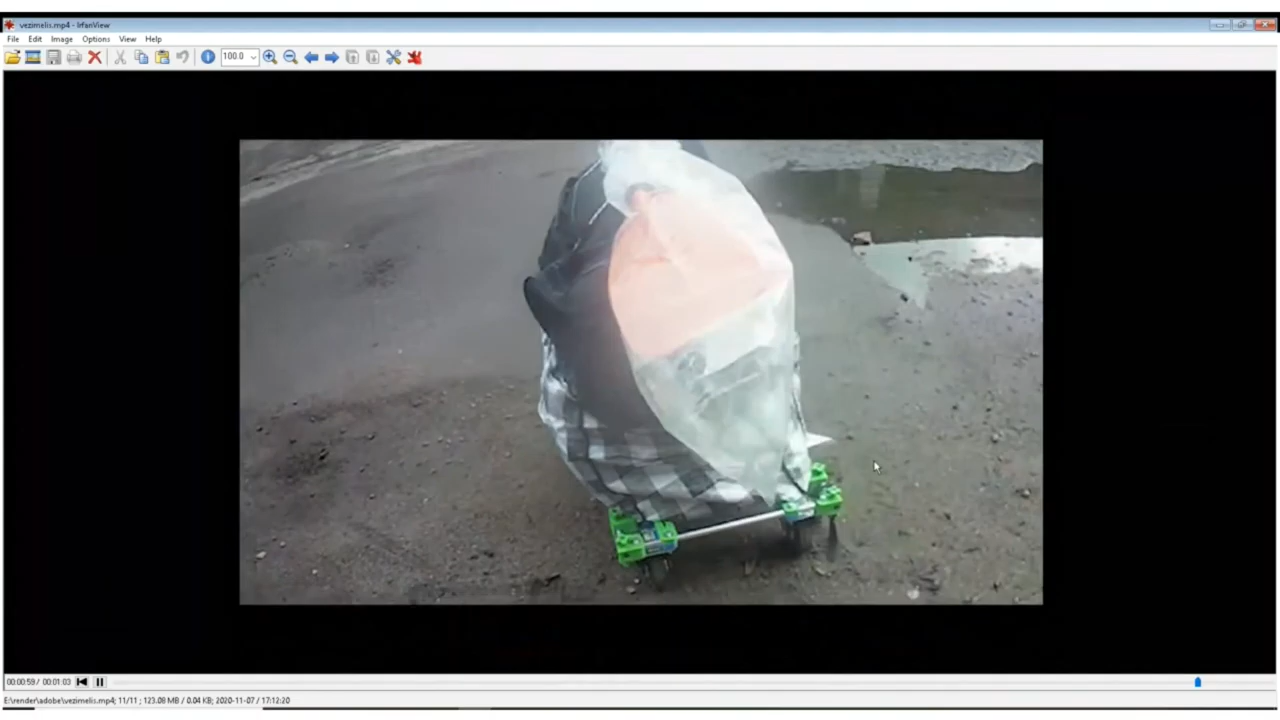 vezimelis.mp4 - IrfanView
File Edit Image Options View Help
100.0
00:00:59 / 00:01:03
E:\render\adobe\vezimelis.mp4; 11/11 ; 123.08 MB / 0.04 KB; 2020-11-07 / 17:12:20